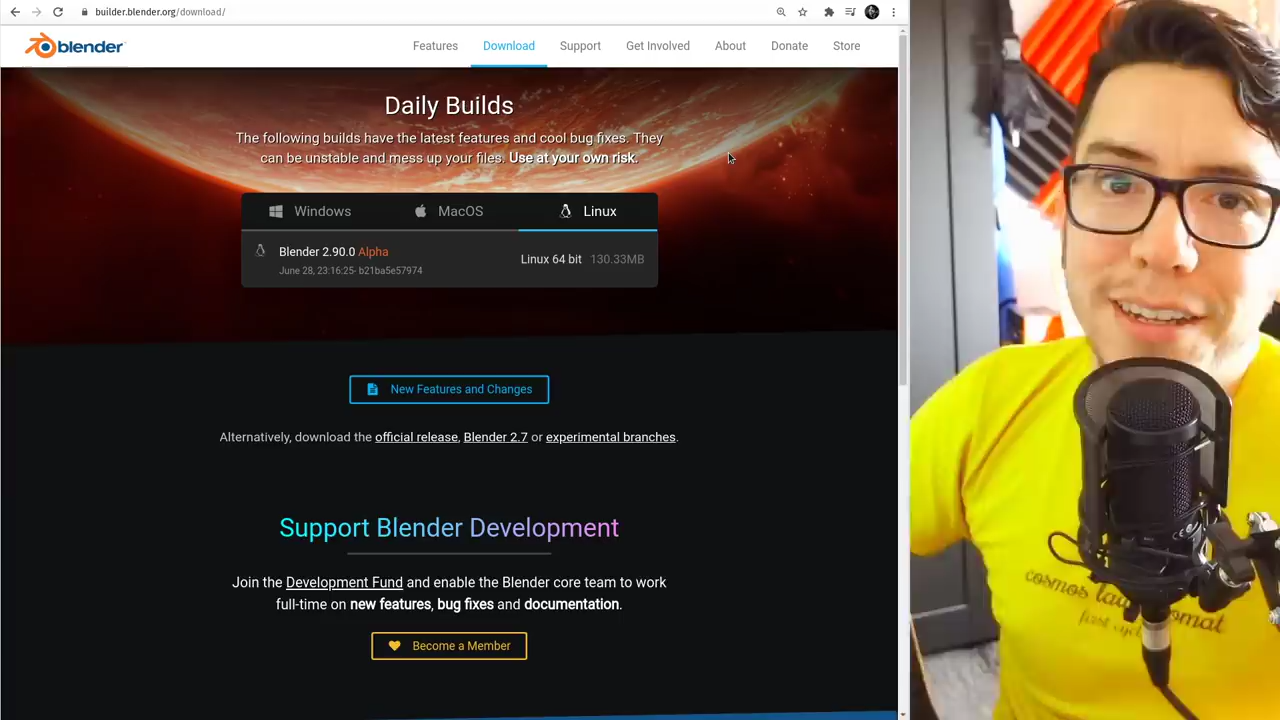 builder.blender.org/download/
blender
Features
Download
Support
Get Involved
About
Donate
Store
Daily Builds
The following builds have the latest features and cool bug fixes. They
can be unstable and mess up your files. Use at your own risk.
Windows
MacOS
Linux
Blender 2.90.0 Alpha
June 28, 23:16:25- b21ba5e57974
Linux 64 bit 130.33MB
New Features and Changes
Alternatively, download the official release, Blender 2.7 or experimental branches.
Support Blender Development
Join the Development Fund and enable the Blender core team to work
full-time on new features, bug fixes and documentation.
Become a Member
cosmos
first